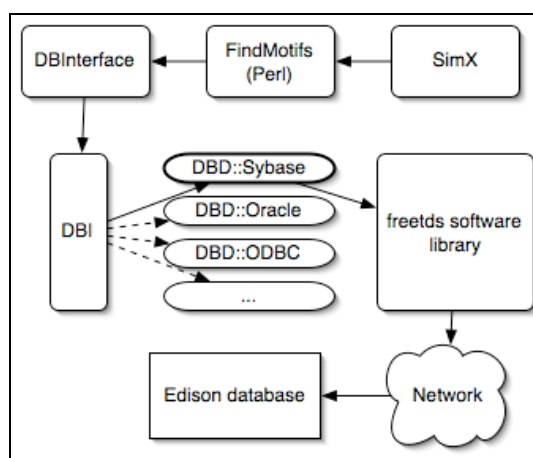 DBInterface
FindMotifs
(Perl)
SimX
DBI
DBD::Sybase
DBD::Oracle
DBD::ODBC
...
freetds software
library
Edison database
Network